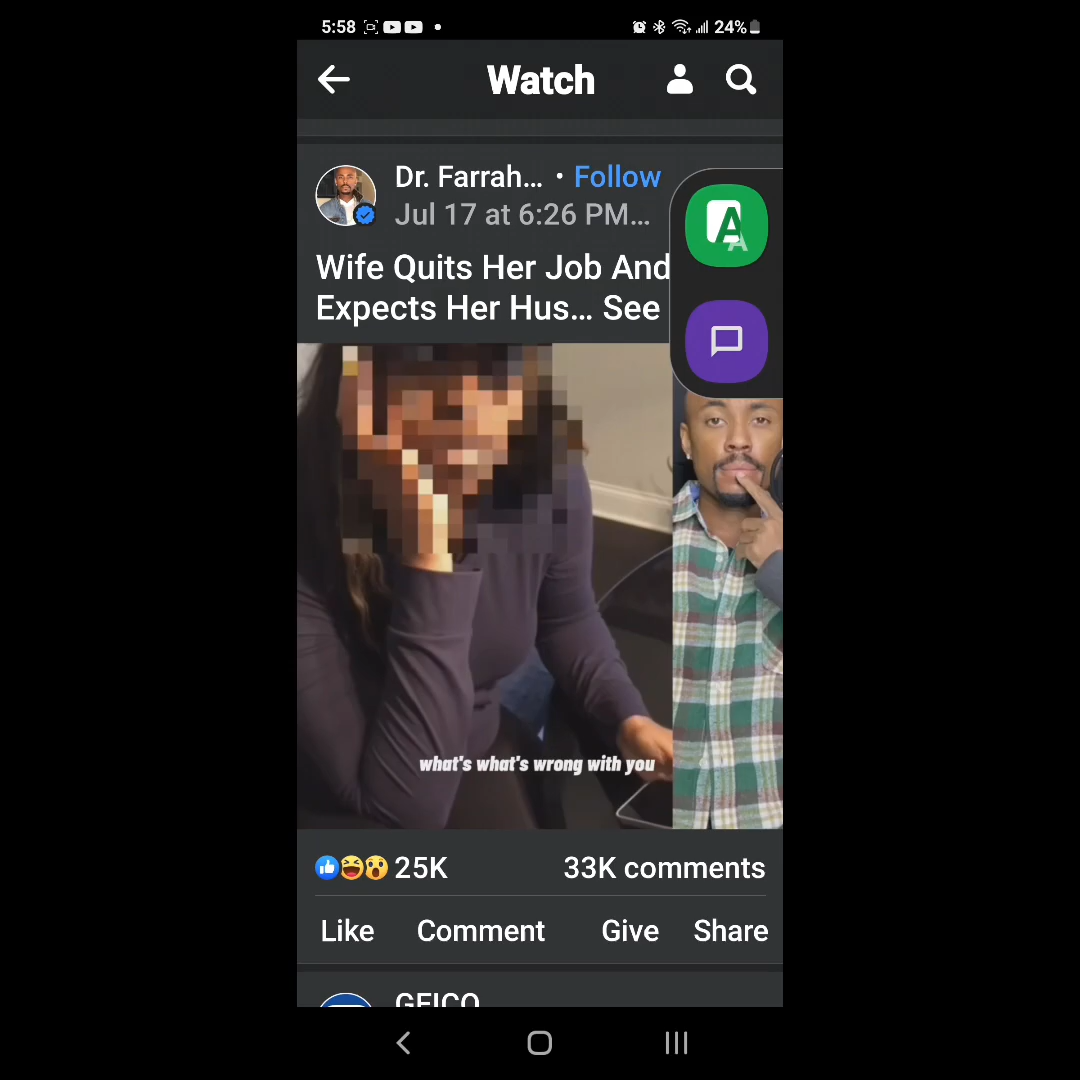 5:58
24%
Watch
Dr. Farrah... · Follow
Jul 17 at 6:26 PM...
Wife Quits Her Job And
Expects Her Hus... See
A
A
what's what's wrong with you
25K
33K comments
Like
Comment
Give
Share
GEICO